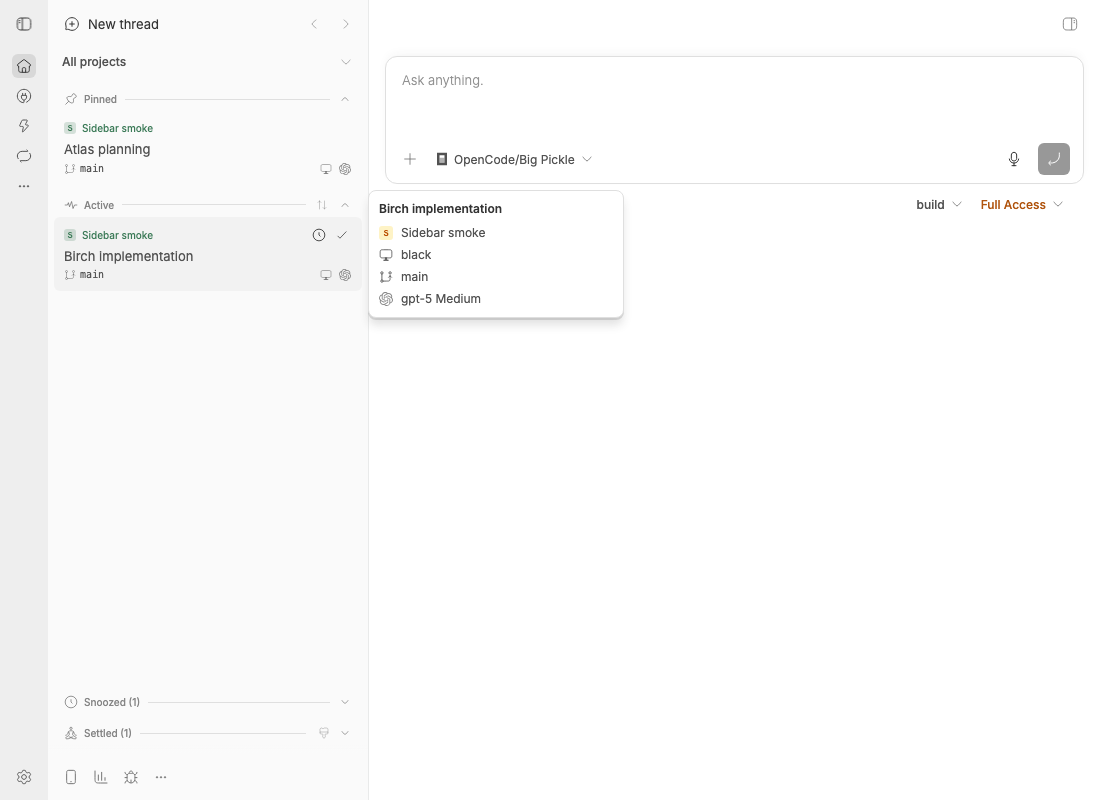 New thread
All projects
Pinned
S Sidebar smoke
Atlas planning
main
Active
S Sidebar smoke
Birch implementation
main
Snoozed (1)
Settled (1)
Ask anything.
OpenCode/Big Pickle
build
Full Access
Birch implementation
S Sidebar smoke
black
main
gpt-5 Medium